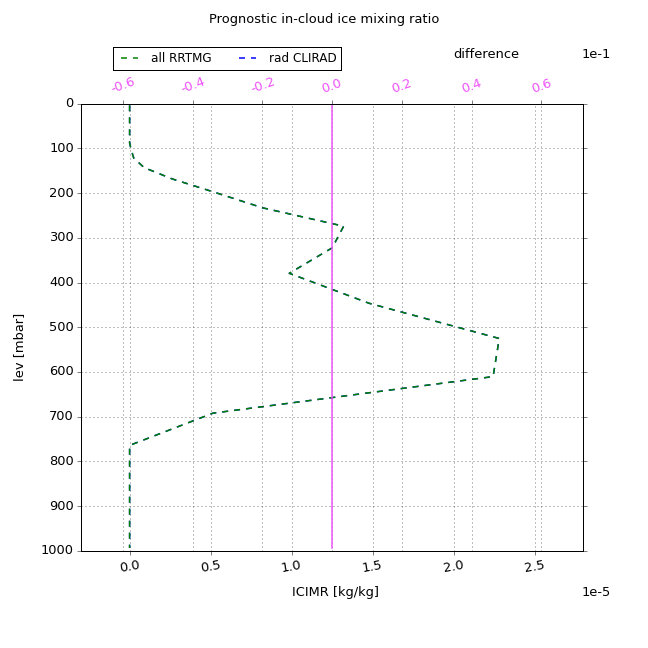 Prognostic in-cloud ice mixing ratio
all RRTMG rad CLIRAD difference 1e-1
-0.6 -0.4 -0.2 0.0 0.2 0.4 0.6
0
100
200
300
400
500
600
700
800
900
1000
lev [mbar]
0.0 0.5 1.0 1.5 2.0 2.5
ICIMR [kg/kg] 1e-5